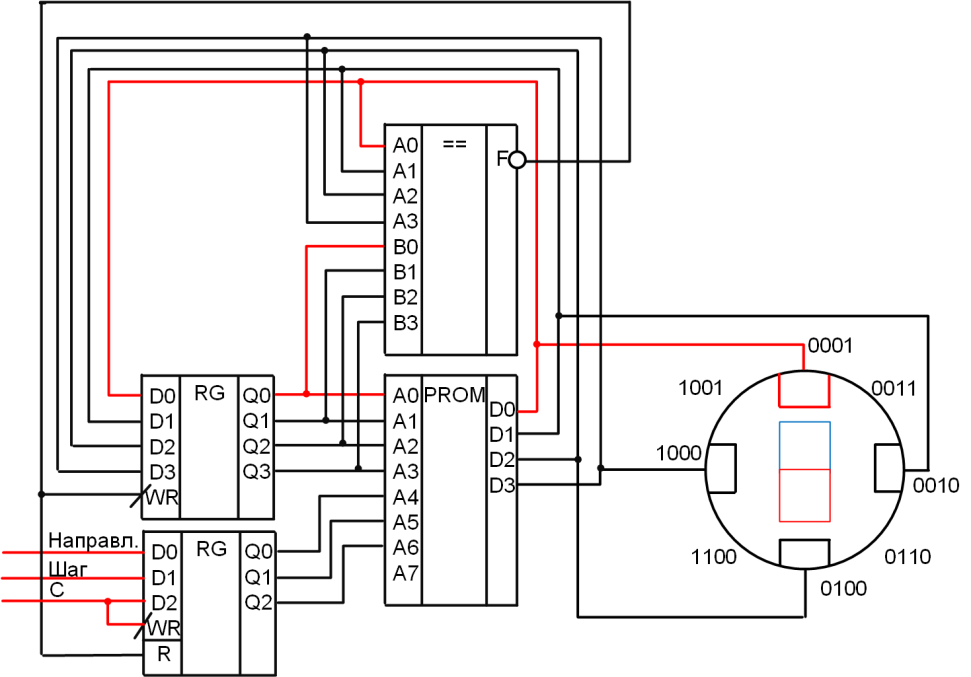 A0 == F
A1
A2
A3
B0
B1
B2
B3
0001
1001 0011
D0 RG Q0
D1 Q1
D2 Q2
D3 Q3
WR
A0 PROM D0
A1 D1
A2 D2
A3 D3
A4
A5
A6
A7
1000
0010
1100 0110
0100
Направл.
Шаг
C
D0 RG Q0
D1 Q1
D2 Q2
WR
R